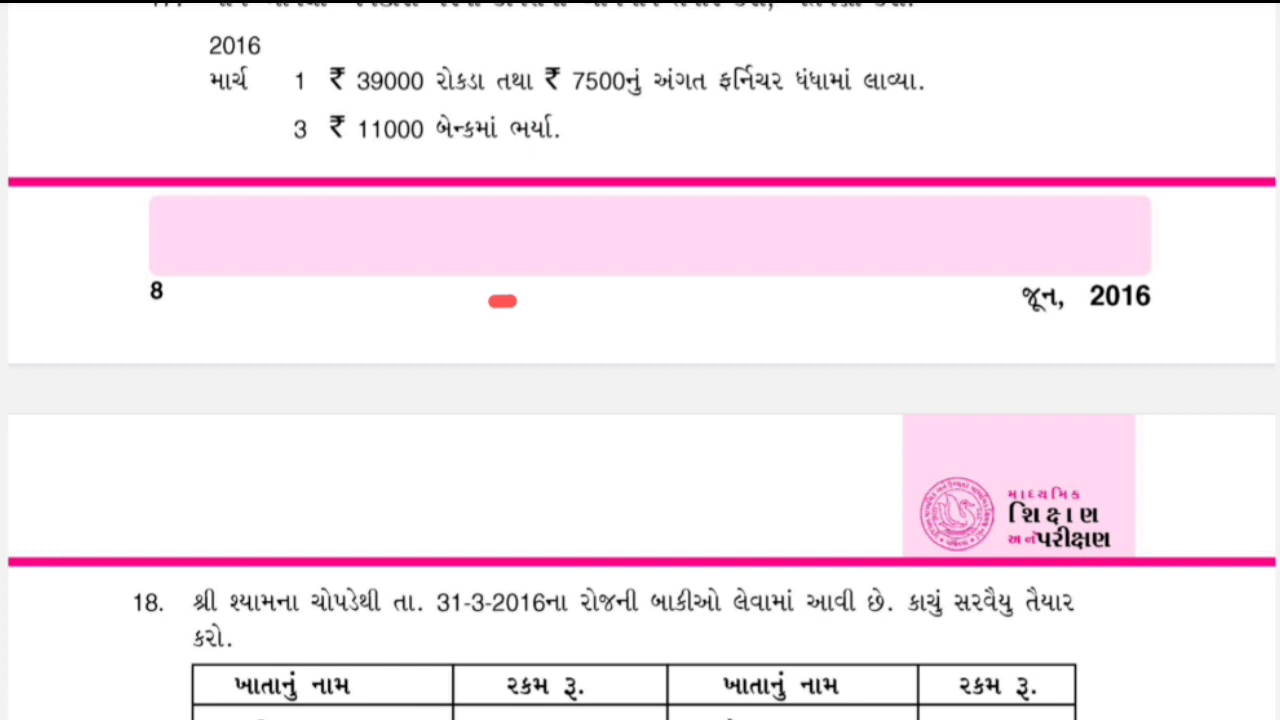 2016
માર્ચ 1 ₹ 39000 રોકડા તથા ₹ 7500નું અંગત ફર્નિચર ધંધામાં લાવ્યા.
3 ₹ 11000 બેન્કમાં ભર્યા.
8 જૂન, 2016
માધ્યમિક
શિક્ષણ
અને પરીક્ષણ
18. શ્રી શ્યામના ચોપડેથી તા. 31-3-2016ના રોજની બાકીઓ લેવામાં આવી છે. કાચું સરવૈયુ તૈયાર
કરો.
ખાતાનું નામ રકમ રૂ. ખાતાનું નામ રકમ રૂ.